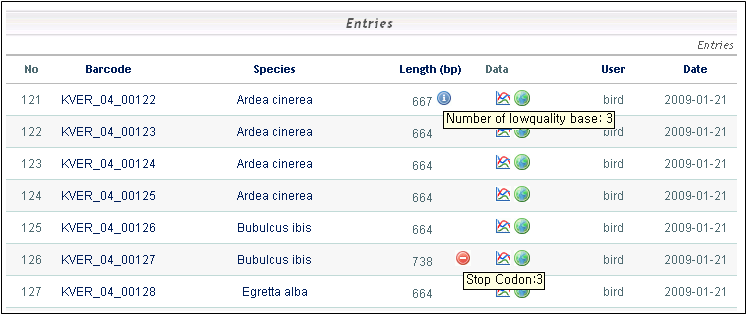 Entries
Entries
No Barcode Species Length (bp) Data User Date
121 KVER_04_00122 Ardea cinerea 667 bird 2009-01-21
Number of lowquality base: 3
122 KVER_04_00123 Ardea cinerea 664 bird 2009-01-21
123 KVER_04_00124 Ardea cinerea 664 bird 2009-01-21
124 KVER_04_00125 Ardea cinerea 664 bird 2009-01-21
125 KVER_04_00126 Bubulcus ibis 664 bird 2009-01-21
126 KVER_04_00127 Bubulcus ibis 738 bird 2009-01-21
Stop Codon:3
127 KVER_04_00128 Egretta alba 664 bird 2009-01-21